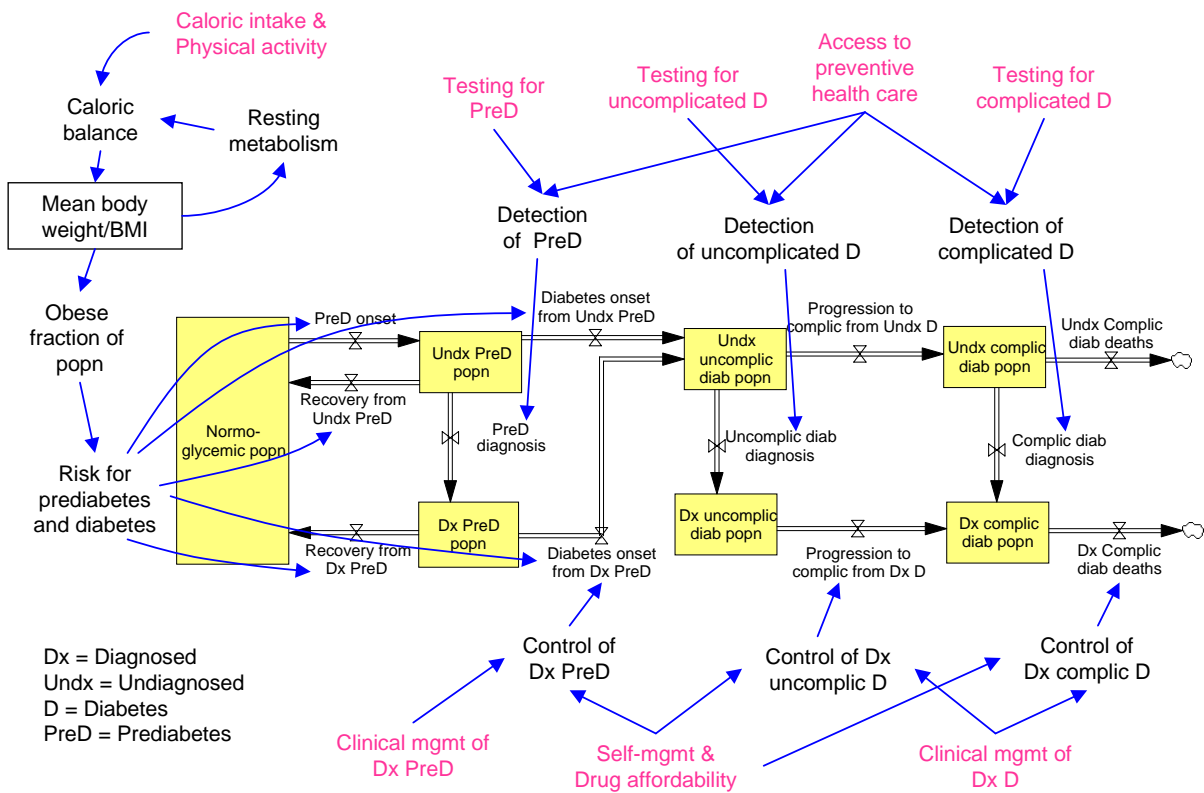 Caloric intake &
Physical activity
Access to
preventive
health care
Testing for
PreD
Testing for
uncomplicated D
Testing for
complicated D
Caloric
balance
Resting
metabolism
Mean body
weight/BMI
Detection
of PreD
Detection
of uncomplicated D
Detection of
complicated D
Obese
fraction of
popn
PreD onset
Diabetes onset
from Undx PreD
Progression to
complic from Undx D
Undx Complic
diab deaths
Undx PreD
popn
Undx
uncomplic
diab popn
Undx complic
diab popn
Recovery from
Undx PreD
Normo-
glycemic popn
PreD
diagnosis
Uncomplic diab
diagnosis
Complic diab
diagnosis
Risk for
prediabetes
and diabetes
Dx PreD
popn
Dx uncomplic
diab popn
Dx complic
diab popn
Recovery from
Dx PreD
Diabetes onset
from Dx PreD
Progression to
complic from Dx D
Dx Complic
diab deaths
Control of
Dx PreD
Control of Dx
uncomplic D
Control of
Dx complic D
Dx = Diagnosed
Undx = Undiagnosed
D = Diabetes
PreD = Prediabetes
Clinical mgmt of
Dx PreD
Self-mgmt &
Drug affordability
Clinical mgmt of
Dx D